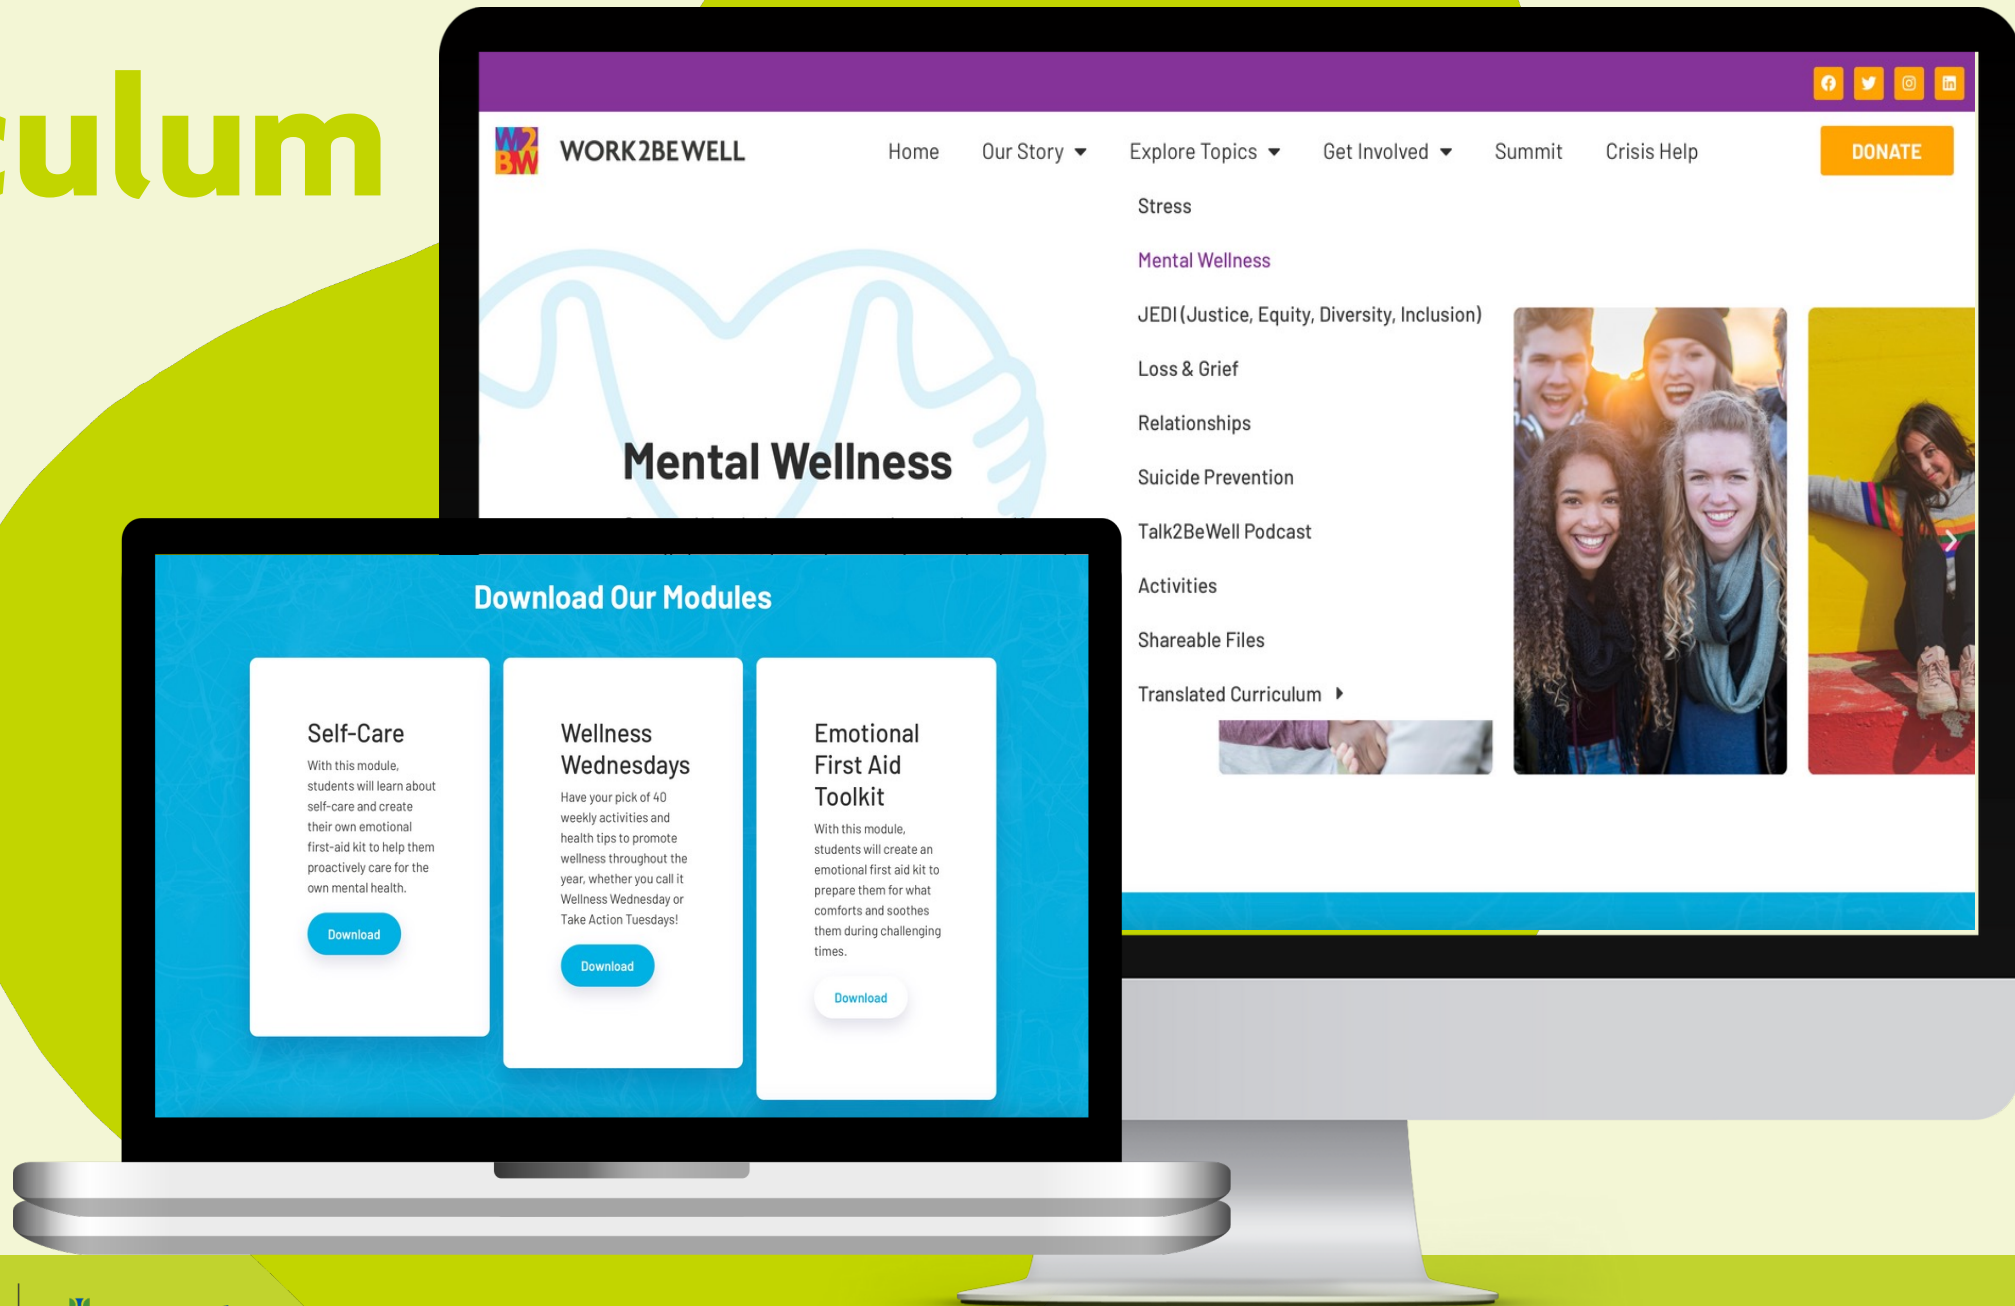 culum
W2
BW
WORK2BEWELL
Home Our Story Explore Topics Get Involved Summit Crisis Help DONATE
Stress
Mental Wellness
JEDI (Justice, Equity, Diversity, Inclusion)
Loss & Grief
Relationships
Suicide Prevention
Talk2BeWell Podcast
Activities
Shareable Files
Translated Curriculum
Mental Wellness
Download Our Modules
Self-Care
With this module,
students will learn about
self-care and create
their own emotional
first-aid kit to help them
proactively care for the
own mental health.
Download
Wellness
Wednesdays
Have your pick of 40
weekly activities and
health tips to promote
wellness throughout the
year, whether you call it
Wellness Wednesday or
Take Action Tuesdays!
Download
Emotional
First Aid
Toolkit
With this module,
students will create an
emotional first aid kit to
prepare them for what
comforts and soothes
them during challenging
times.
Download